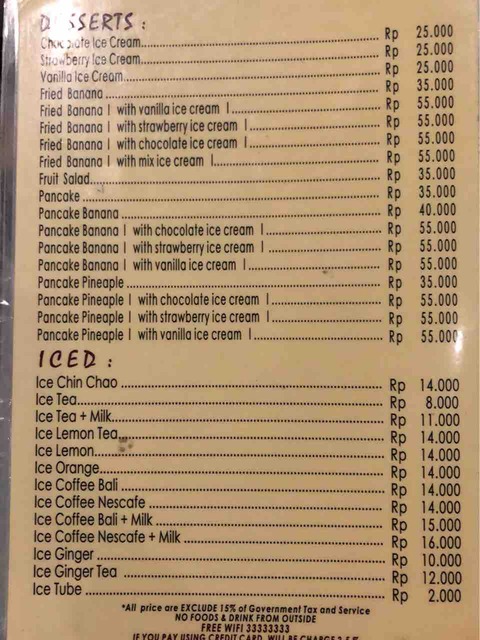 DESSERTS :
Chocolate Ice Cream Rp 25.000
Strawberry Ice Cream Rp 25.000
Vanilla Ice Cream Rp 25.000
Fried Banana Rp 35.000
Fried Banana | with vanilla ice cream | Rp 55.000
Fried Banana | with strawberry ice cream | Rp 55.000
Fried Banana | with chocolate ice cream | Rp 55.000
Fried Banana | with mix ice cream | Rp 55.000
Fruit Salad Rp 35.000
Pancake Rp 35.000
Pancake Banana Rp 40.000
Pancake Banana | with chocolate ice cream | Rp 55.000
Pancake Banana | with strawberry ice cream | Rp 55.000
Pancake Banana | with vanilla ice cream | Rp 55.000
Pancake Pineaple Rp 35.000
Pancake Pineaple | with chocolate ice cream | Rp 55.000
Pancake Pineaple | with strawberry ice cream | Rp 55.000
Pancake Pineaple | with vanilla ice cream | Rp 55.000
ICED :
Ice Chin Chao Rp 14.000
Ice Tea Rp 8.000
Ice Tea + Milk Rp 11.000
Ice Lemon Tea Rp 14.000
Ice Lemon Rp 14.000
Ice Orange Rp 14.000
Ice Coffee Bali Rp 14.000
Ice Coffee Nescafe Rp 14.000
Ice Coffee Bali + Milk Rp 15.000
Ice Coffee Nescafe + Milk Rp 16.000
Ice Ginger Rp 10.000
Ice Ginger Tea Rp 12.000
Ice Tube Rp 2.000
*All price are EXCLUDE 15% of Government Tax and Service
NO FOODS & DRINK FROM OUTSIDE
FREE WIFI 33333333
IF YOU PAY USING CREDIT CARD, WILL BE CHARGE